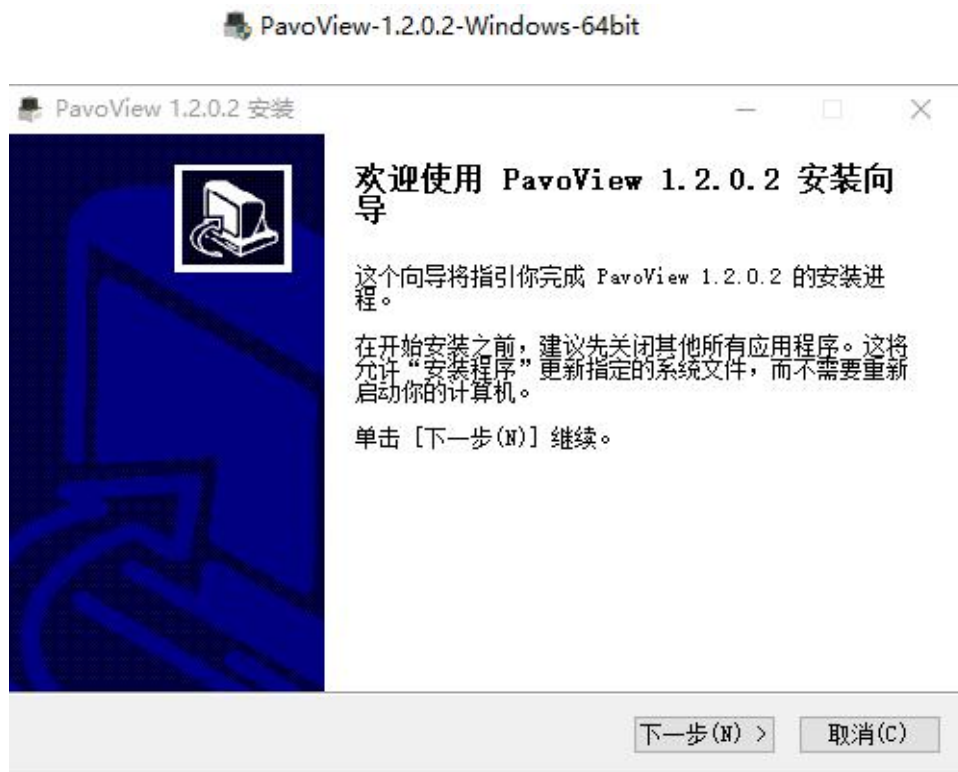 PavoView-1.2.0.2-Windows-64bit
PavoView 1.2.0.2 安装
欢迎使用 PavoView 1.2.0.2 安装向
导
这个向导将指引你完成 PavoView 1.2.0.2 的安装进
程。
在开始安装之前，建议先关闭其他所有应用程序。这将
允许“安装程序”更新指定的系统文件，而不需要重新
启动你的计算机。
单击 [下一步(N)] 继续。
下一步(N) >
取消(C)